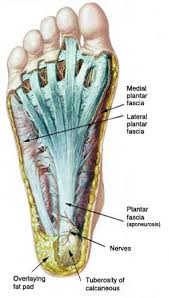 Medial
plantar
fascia
Lateral
plantar
fascia
Plantar
fascia
(aponeurosis)
Nerves
Overlaying
fat pad
Tuberosity of
calcaneous